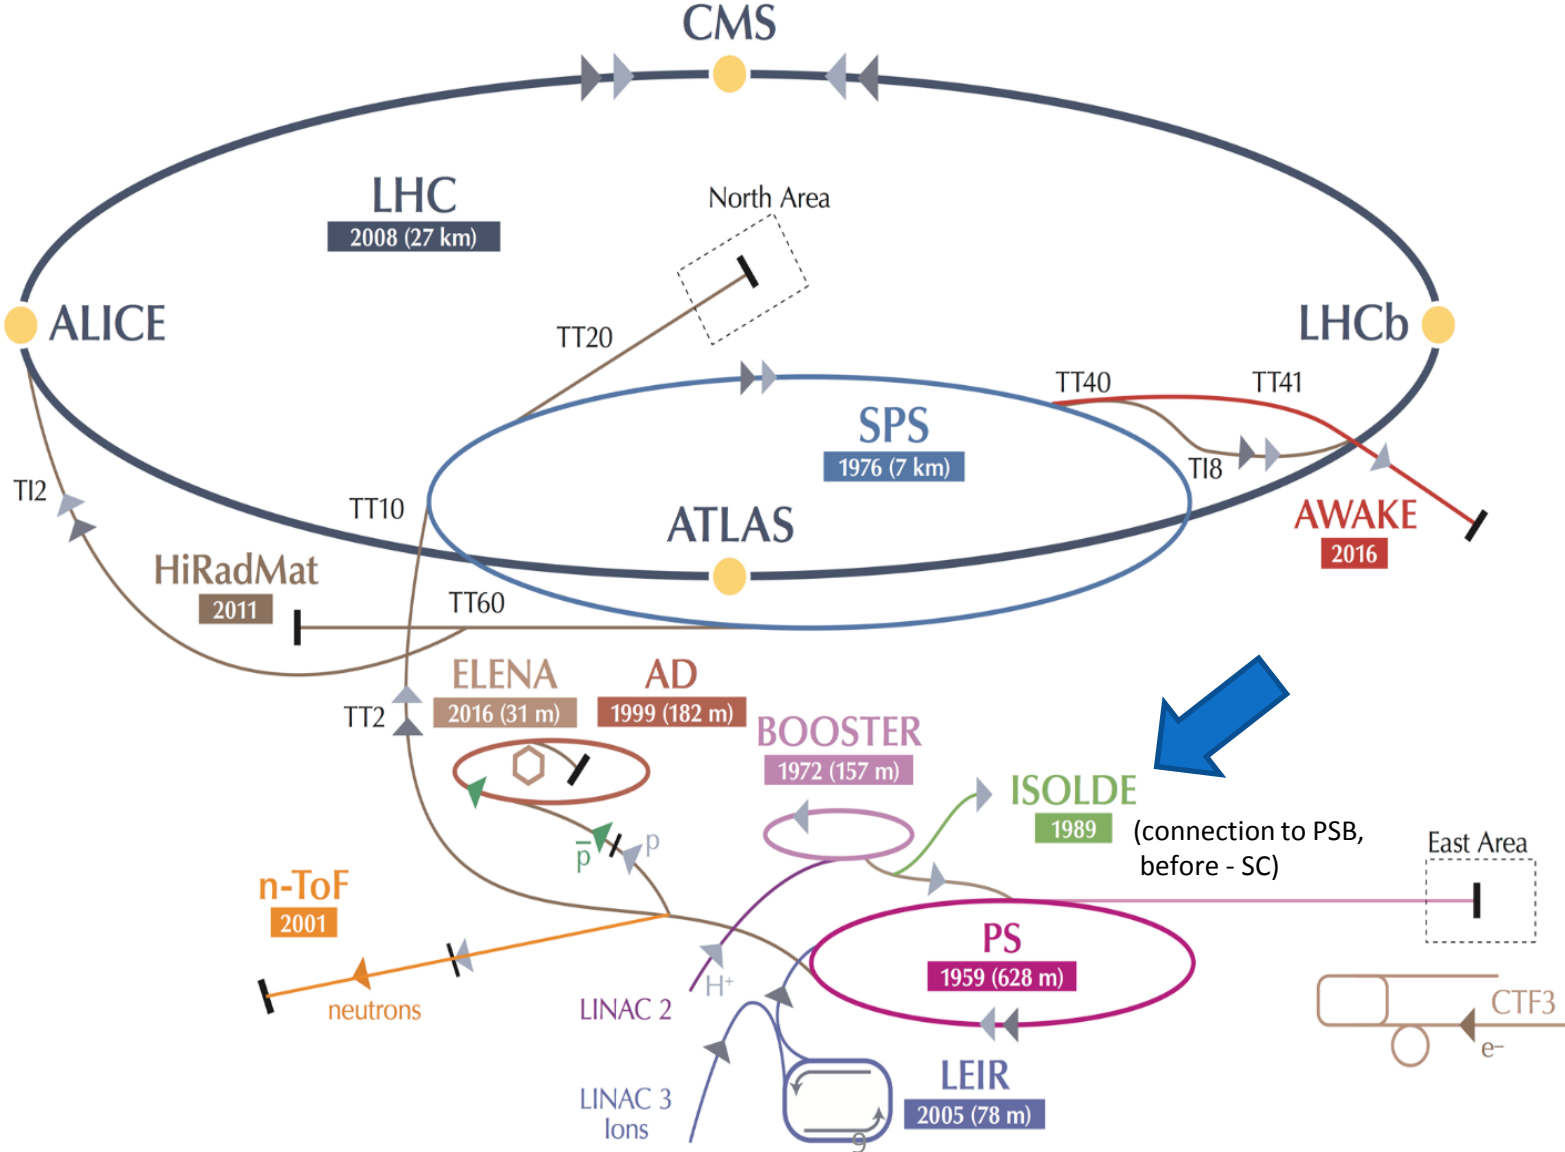 CMS
LHC
2008 (27 km)
North Area
ALICE
LHCb
TT20
TT40
TT41
SPS
1976 (7 km)
TI8
TI2
TT10
ATLAS
AWAKE
2016
HiRadMat
2011
TT60
ELENA
2016 (31 m)
AD
1999 (182 m)
TT2
BOOSTER
1972 (157 m)
ISOLDE
1989
(connection to PSB,
before - SC)
East Area
p
p̅
n-ToF
2001
PS
1959 (628 m)
H⁺
LINAC 2
neutrons
CTF3
e⁻
LEIR
2005 (78 m)
LINAC 3
Ions
9